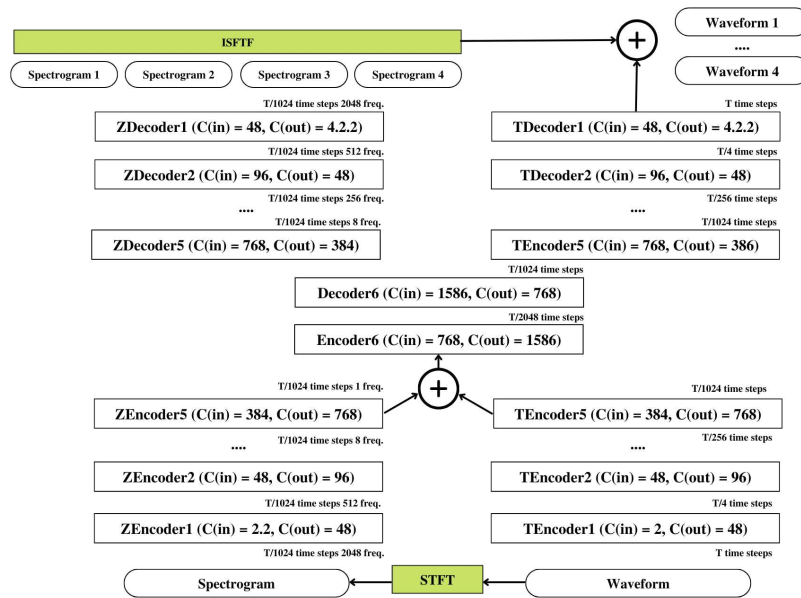 Waveform 1
ISFTF
+
....
Waveform 4
Spectrogram 1 Spectrogram 2 Spectrogram 3 Spectrogram 4
T/1024 time steps 2048 freq. T time steps
ZDecoder1 (C(in) = 48, C(out) = 4.2.2) TDecoder1 (C(in) = 48, C(out) = 4.2.2)
T/1024 time steps 512 freq. T/4 time steps
ZDecoder2 (C(in) = 96, C(out) = 48) TDecoder2 (C(in) = 96, C(out) = 48)
T/1024 time steps 256 freq. T/256 time steps
.... ....
T/1024 time steps 8 freq. T/1024 time steps
ZDecoder5 (C(in) = 768, C(out) = 384) TEncoder5 (C(in) = 768, C(out) = 386)
T/1024 time steps
Decoder6 (C(in) = 1586, C(out) = 768)
T/2048 time steps
Encoder6 (C(in) = 768, C(out) = 1586)
+
T/1024 time steps 1 freq. T/1024 time steps
ZEncoder5 (C(in) = 384, C(out) = 768) TEncoder5 (C(in) = 384, C(out) = 768)
.... T/1024 time steps 8 freq. .... T/256 time steps
ZEncoder2 (C(in) = 48, C(out) = 96) TEncoder2 (C(in) = 48, C(out) = 96)
T/1024 time steps 512 freq. T/4 time steps
ZEncoder1 (C(in) = 2.2, C(out) = 48) TEncoder1 (C(in) = 2, C(out) = 48)
T/1024 time steps 2048 freq. T time steeps
Spectrogram STFT Waveform